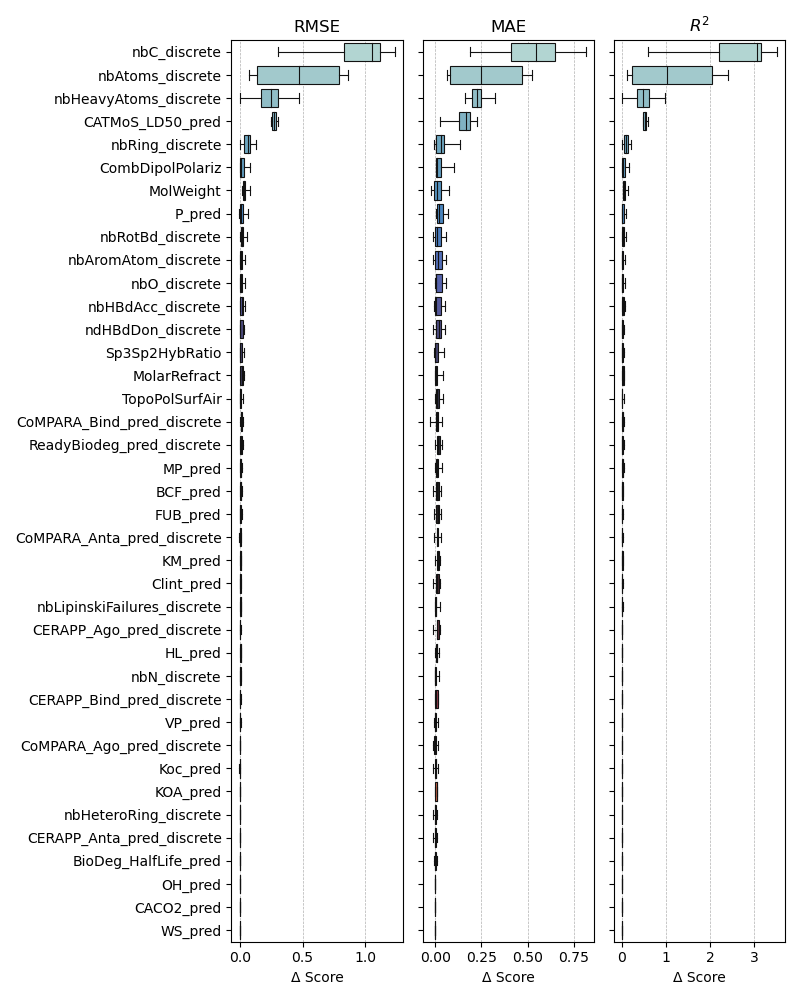 RMSE MAE R²
nbC_discrete
nbAtoms_discrete
nbHeavyAtoms_discrete
CATMoS_LD50_pred
nbRing_discrete
CombDipolPolariz
MolWeight
P_pred
nbRotBd_discrete
nbAromAtom_discrete
nbO_discrete
nbHBdAcc_discrete
ndHBdDon_discrete
Sp3Sp2HybRatio
MolarRefract
TopoPolSurfAir
CoMPARA_Bind_pred_discrete
ReadyBiodeg_pred_discrete
MP_pred
BCF_pred
FUB_pred
CoMPARA_Anta_pred_discrete
KM_pred
Clint_pred
nbLipinskiFailures_discrete
CERAPP_Ago_pred_discrete
HL_pred
nbN_discrete
CERAPP_Bind_pred_discrete
VP_pred
CoMPARA_Ago_pred_discrete
Koc_pred
KOA_pred
nbHeteroRing_discrete
CERAPP_Anta_pred_discrete
BioDeg_HalfLife_pred
OH_pred
CACO2_pred
WS_pred
0.0 0.5 1.0 0.00 0.25 0.50 0.75 0 1 2 3
Δ Score Δ Score Δ Score